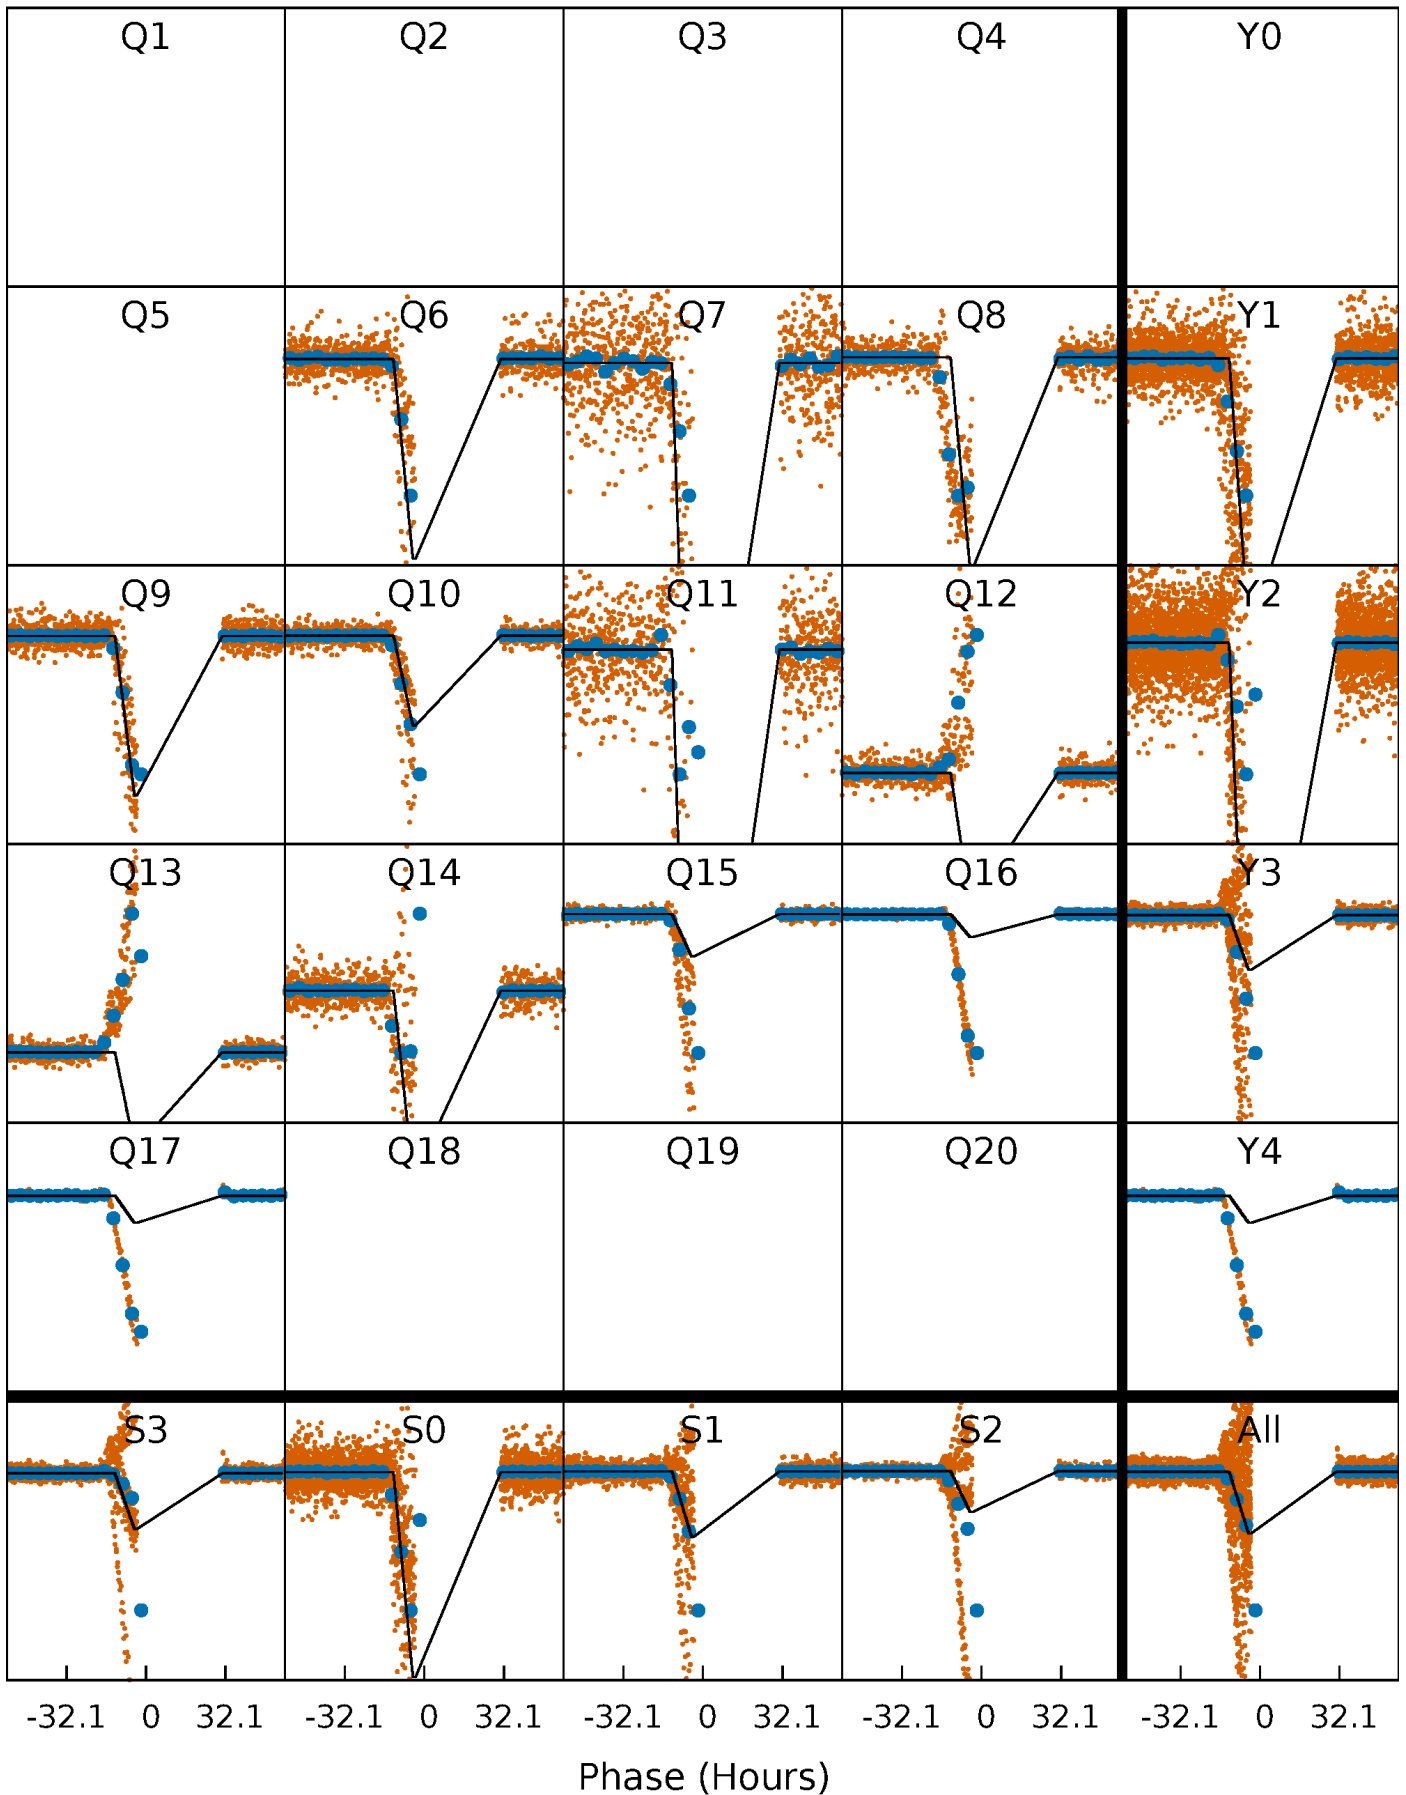 Q1 Q2 Q3 Q4 Y0
Q5 Q6 Q7 Q8 Y1
Q9 Q10 Q11 Q12 Y2
Q13 Q14 Q15 Q16 Y3
Q17 Q18 Q19 Q20 Y4
S3 S0 S1 S2 All
-32.1 0 32.1 -32.1 0 32.1 -32.1 0 32.1 -32.1 0 32.1 -32.1 0 32.1
Phase (Hours)